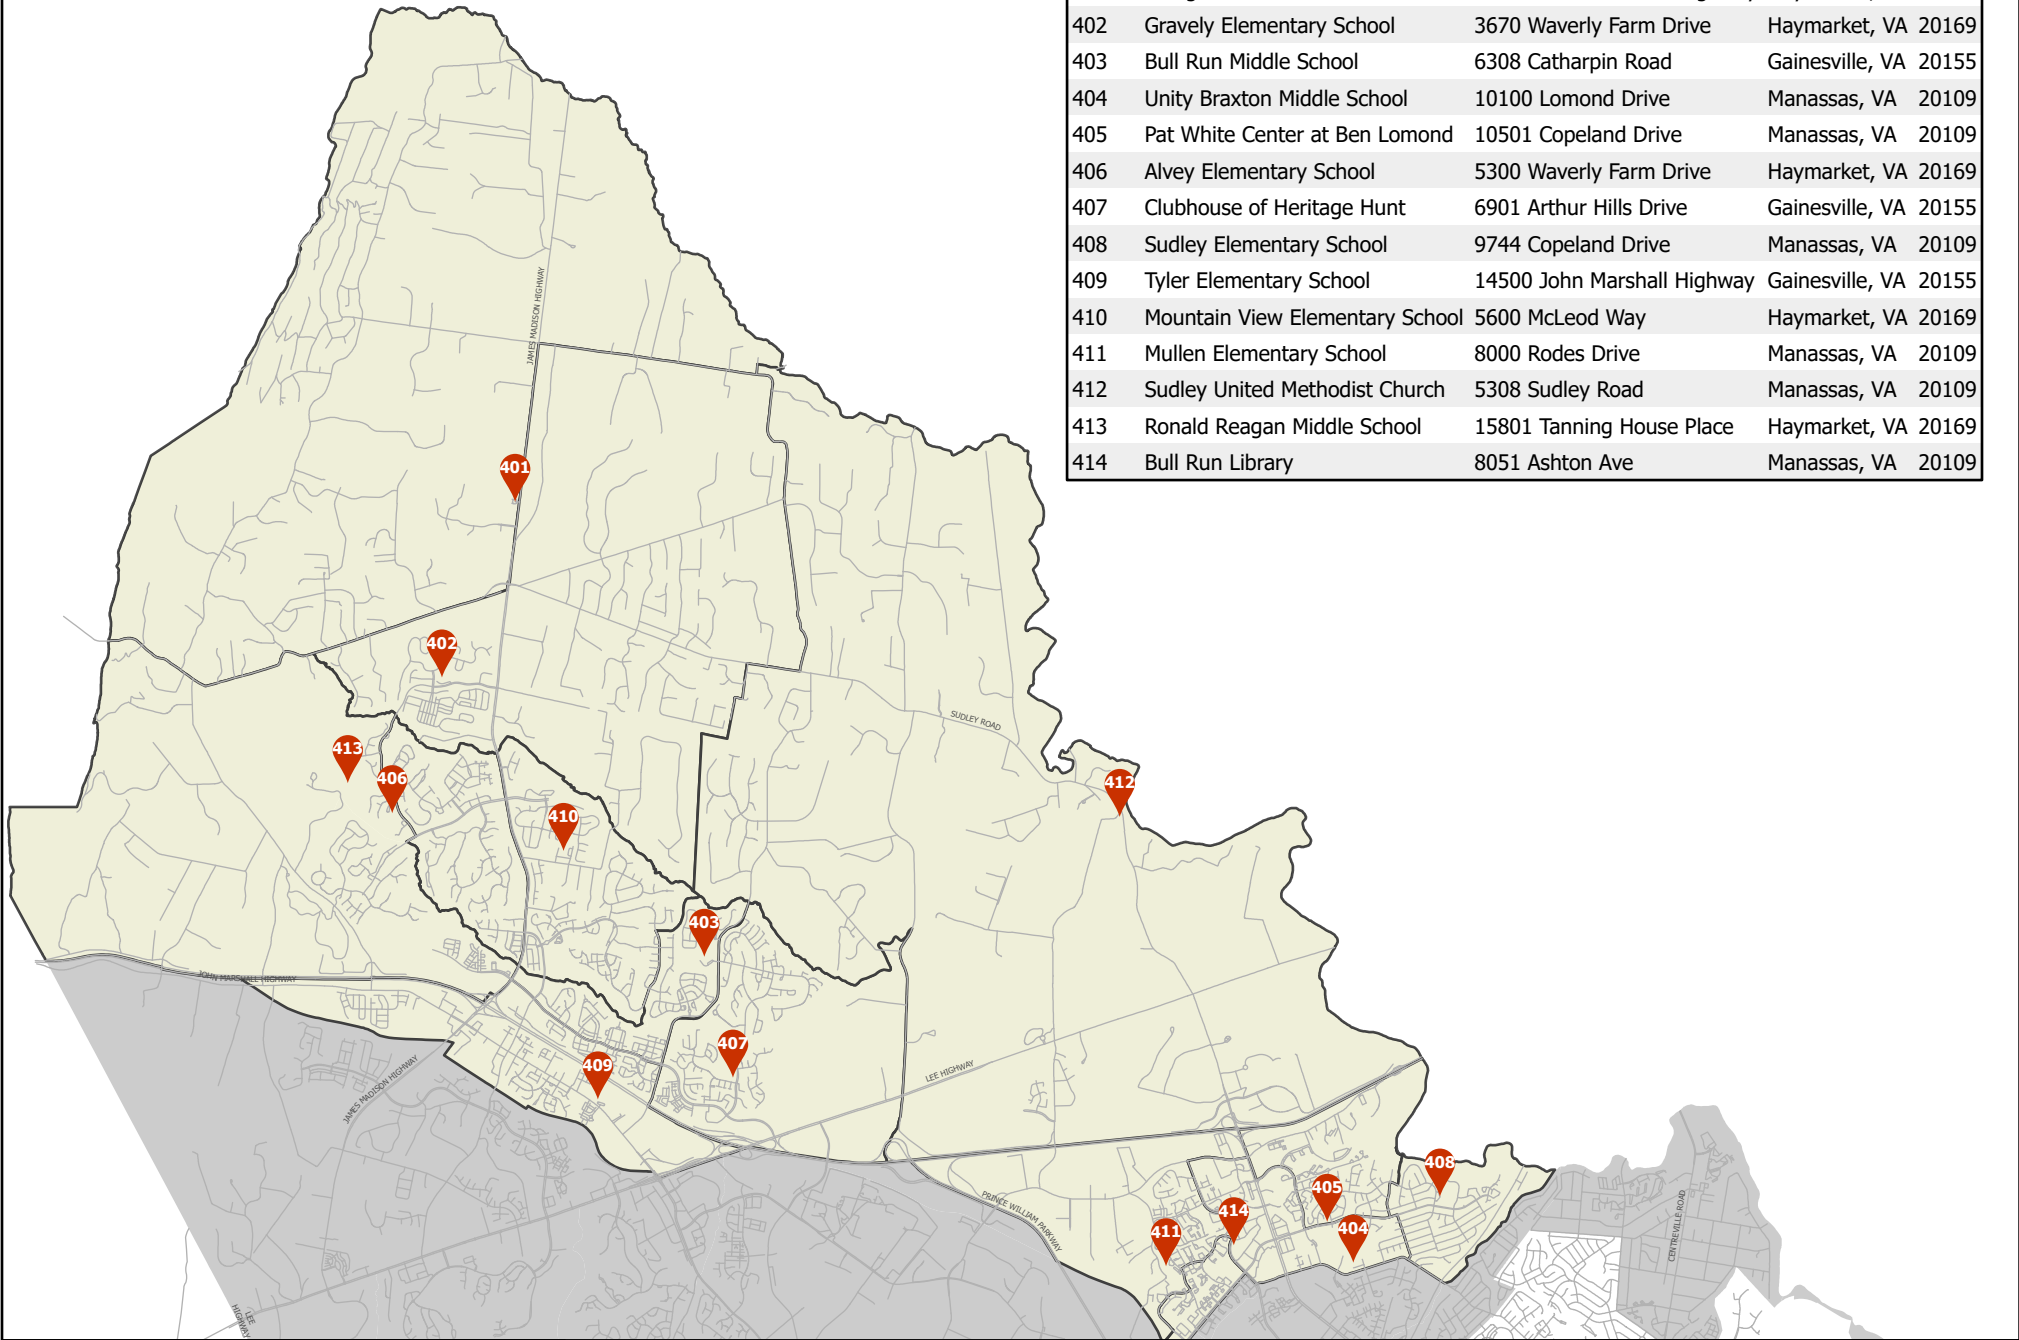 402 Gravely Elementary School 3670 Waverly Farm Drive Haymarket, VA 20169
403 Bull Run Middle School 6308 Catharpin Road Gainesville, VA 20155
404 Unity Braxton Middle School 10100 Lomond Drive Manassas, VA 20109
405 Pat White Center at Ben Lomond 10501 Copeland Drive Manassas, VA 20109
406 Alvey Elementary School 5300 Waverly Farm Drive Haymarket, VA 20169
407 Clubhouse of Heritage Hunt 6901 Arthur Hills Drive Gainesville, VA 20155
408 Sudley Elementary School 9744 Copeland Drive Manassas, VA 20109
409 Tyler Elementary School 14500 John Marshall Highway Gainesville, VA 20155
410 Mountain View Elementary School 5600 McLeod Way Haymarket, VA 20169
411 Mullen Elementary School 8000 Rodes Drive Manassas, VA 20109
412 Sudley United Methodist Church 5308 Sudley Road Manassas, VA 20109
413 Ronald Reagan Middle School 15801 Tanning House Place Haymarket, VA 20169
414 Bull Run Library 8051 Ashton Ave Manassas, VA 20109
JAMES MADISON HIGHWAY
401
402
SUDLEY ROAD
413
406
412
410
403
JOHN MARSHALL HIGHWAY
407
409
LEE HIGHWAY
JAMES MADISON HIGHWAY
408
405
PRINCE WILLIAM PARKWAY
414
411
404
CENTREVILLE ROAD
LEE
HIGHWAY